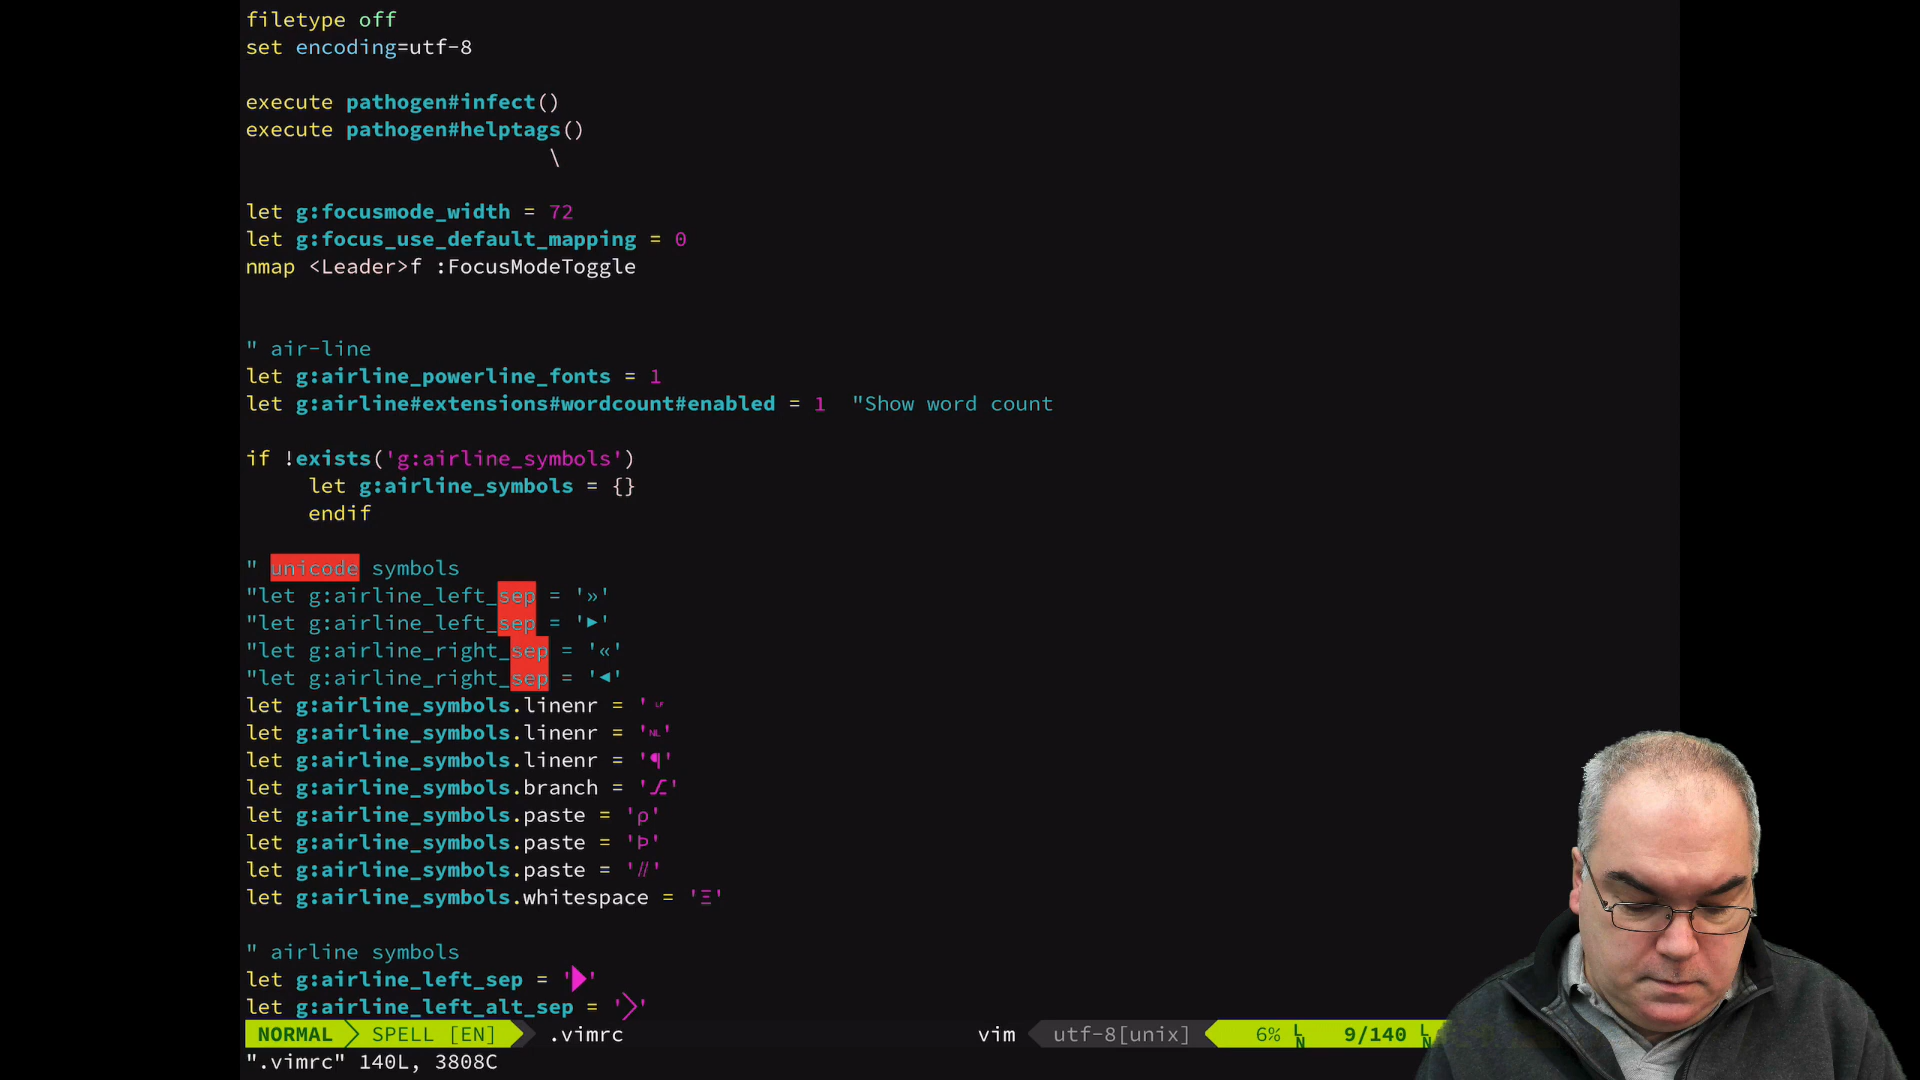 filetype off
set encoding=utf-8
execute pathogen#infect()
execute pathogen#helptags()
\
let g:focusmode_width = 72
let g:focus_use_default_mapping = 0
nmap <Leader>f :FocusModeToggle
" air-line
let g:airline_powerline_fonts = 1
let g:airline#extensions#wordcount#enabled = 1  "Show word count
if !exists('g:airline_symbols')
let g:airline_symbols = {}
endif
" unicode symbols
"let g:airline_left_sep = '»'
"let g:airline_left_sep = '▶'
"let g:airline_right_sep = '«'
"let g:airline_right_sep = '◀'
let g:airline_symbols.linenr = '␊
let g:airline_symbols.linenr = '␤'
let g:airline_symbols.linenr = '¶'
let g:airline_symbols.branch = '⎇'
let g:airline_symbols.paste = 'ρ'
let g:airline_symbols.paste = 'Þ'
let g:airline_symbols.paste = '∥'
let g:airline_symbols.whitespace = 'Ξ'
" airline symbols
let g:airline_left_sep = ''
let g:airline_left_alt_sep = ''
NORMAL SPELL [EN] .vimrc vim utf-8[unix] 6% LN 9/140 LN
".vimrc" 140L, 3808C